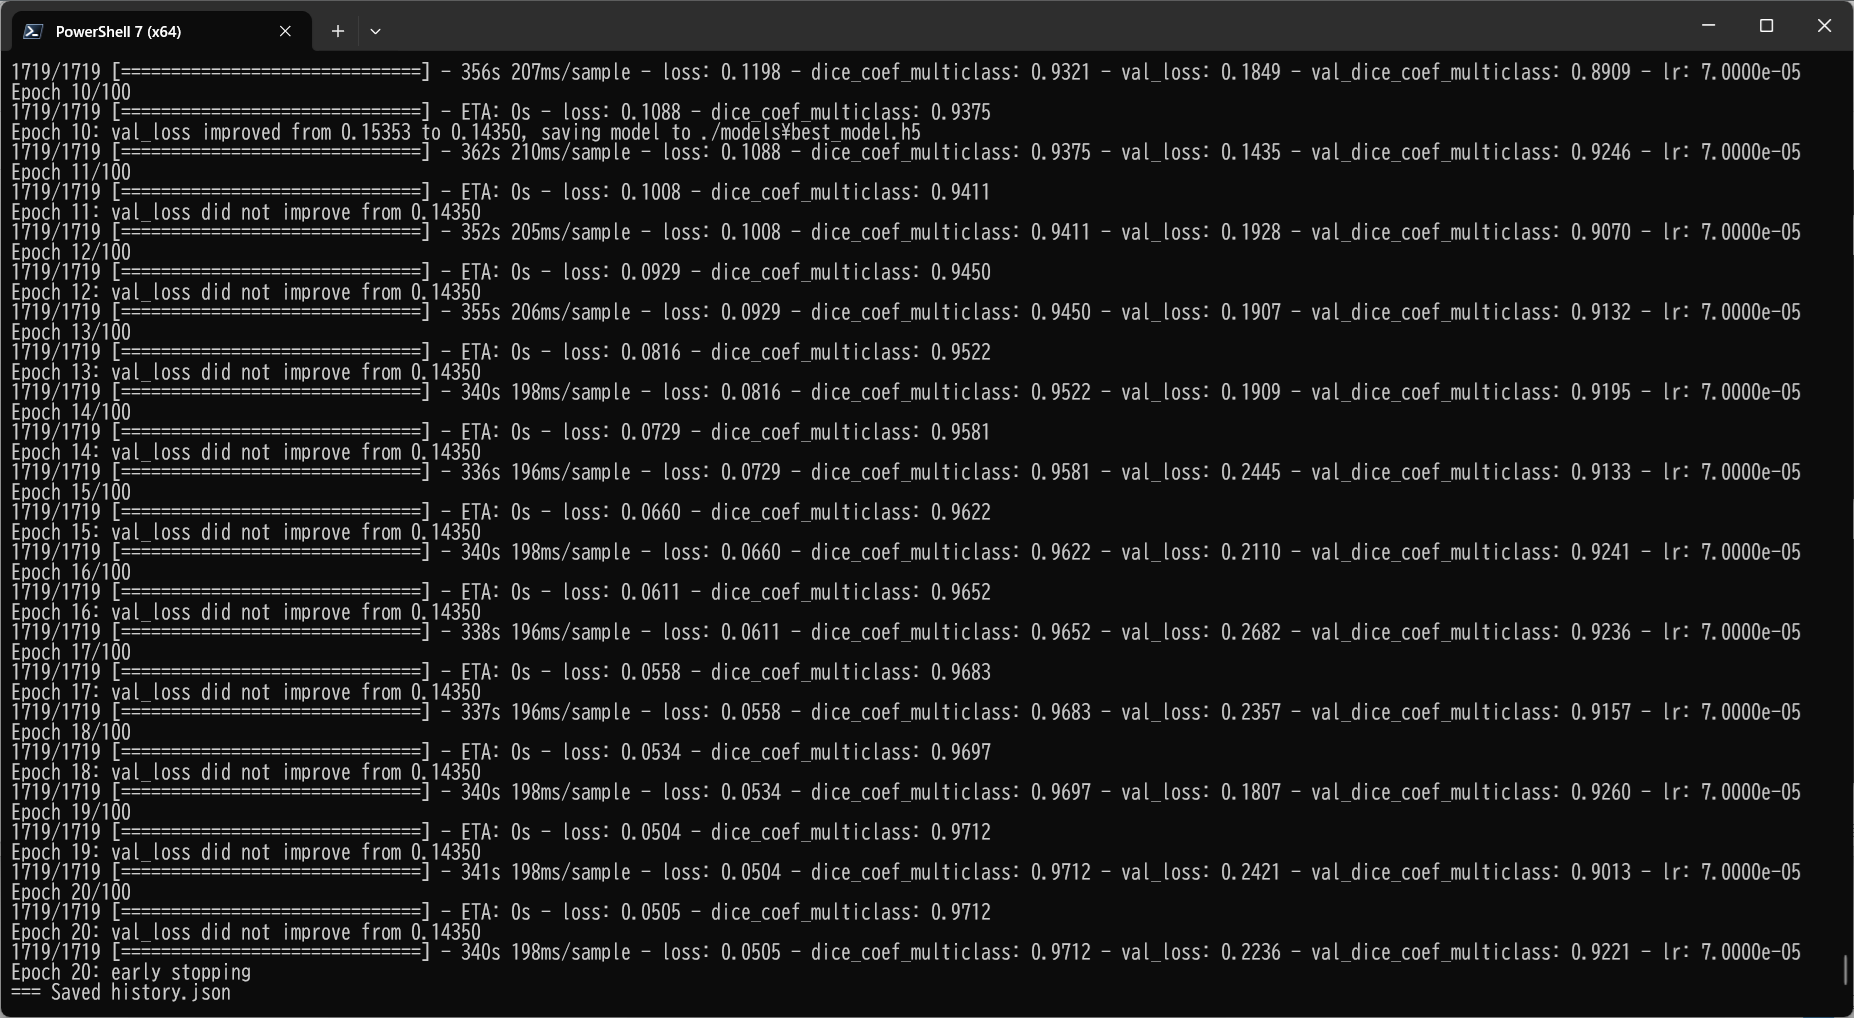 PowerShell 7 (x64)
1719/1719 [==============================] - 356s 207ms/sample - loss: 0.1198 - dice_coef_multiclass: 0.9321 - val_loss: 0.1849 - val_dice_coef_multiclass: 0.8909 - lr: 7.0000e-05
Epoch 10/100
1719/1719 [==============================] - ETA: 0s - loss: 0.1088 - dice_coef_multiclass: 0.9375
Epoch 10: val_loss improved from 0.15353 to 0.14350, saving model to ./models¥best_model.h5
1719/1719 [==============================] - 362s 210ms/sample - loss: 0.1088 - dice_coef_multiclass: 0.9375 - val_loss: 0.1435 - val_dice_coef_multiclass: 0.9246 - lr: 7.0000e-05
Epoch 11/100
1719/1719 [==============================] - ETA: 0s - loss: 0.1008 - dice_coef_multiclass: 0.9411
Epoch 11: val_loss did not improve from 0.14350
1719/1719 [==============================] - 352s 205ms/sample - loss: 0.1008 - dice_coef_multiclass: 0.9411 - val_loss: 0.1928 - val_dice_coef_multiclass: 0.9070 - lr: 7.0000e-05
Epoch 12/100
1719/1719 [==============================] - ETA: 0s - loss: 0.0929 - dice_coef_multiclass: 0.9450
Epoch 12: val_loss did not improve from 0.14350
1719/1719 [==============================] - 355s 206ms/sample - loss: 0.0929 - dice_coef_multiclass: 0.9450 - val_loss: 0.1907 - val_dice_coef_multiclass: 0.9132 - lr: 7.0000e-05
Epoch 13/100
1719/1719 [==============================] - ETA: 0s - loss: 0.0816 - dice_coef_multiclass: 0.9522
Epoch 13: val_loss did not improve from 0.14350
1719/1719 [==============================] - 340s 198ms/sample - loss: 0.0816 - dice_coef_multiclass: 0.9522 - val_loss: 0.1909 - val_dice_coef_multiclass: 0.9195 - lr: 7.0000e-05
Epoch 14/100
1719/1719 [==============================] - ETA: 0s - loss: 0.0729 - dice_coef_multiclass: 0.9581
Epoch 14: val_loss did not improve from 0.14350
1719/1719 [==============================] - 336s 196ms/sample - loss: 0.0729 - dice_coef_multiclass: 0.9581 - val_loss: 0.2445 - val_dice_coef_multiclass: 0.9133 - lr: 7.0000e-05
Epoch 15/100
1719/1719 [==============================] - ETA: 0s - loss: 0.0660 - dice_coef_multiclass: 0.9622
Epoch 15: val_loss did not improve from 0.14350
1719/1719 [==============================] - 340s 198ms/sample - loss: 0.0660 - dice_coef_multiclass: 0.9622 - val_loss: 0.2110 - val_dice_coef_multiclass: 0.9241 - lr: 7.0000e-05
Epoch 16/100
1719/1719 [==============================] - ETA: 0s - loss: 0.0611 - dice_coef_multiclass: 0.9652
Epoch 16: val_loss did not improve from 0.14350
1719/1719 [==============================] - 338s 196ms/sample - loss: 0.0611 - dice_coef_multiclass: 0.9652 - val_loss: 0.2682 - val_dice_coef_multiclass: 0.9236 - lr: 7.0000e-05
Epoch 17/100
1719/1719 [==============================] - ETA: 0s - loss: 0.0558 - dice_coef_multiclass: 0.9683
Epoch 17: val_loss did not improve from 0.14350
1719/1719 [==============================] - 337s 196ms/sample - loss: 0.0558 - dice_coef_multiclass: 0.9683 - val_loss: 0.2357 - val_dice_coef_multiclass: 0.9157 - lr: 7.0000e-05
Epoch 18/100
1719/1719 [==============================] - ETA: 0s - loss: 0.0534 - dice_coef_multiclass: 0.9697
Epoch 18: val_loss did not improve from 0.14350
1719/1719 [==============================] - 340s 198ms/sample - loss: 0.0534 - dice_coef_multiclass: 0.9697 - val_loss: 0.1807 - val_dice_coef_multiclass: 0.9260 - lr: 7.0000e-05
Epoch 19/100
1719/1719 [==============================] - ETA: 0s - loss: 0.0504 - dice_coef_multiclass: 0.9712
Epoch 19: val_loss did not improve from 0.14350
1719/1719 [==============================] - 341s 198ms/sample - loss: 0.0504 - dice_coef_multiclass: 0.9712 - val_loss: 0.2421 - val_dice_coef_multiclass: 0.9013 - lr: 7.0000e-05
Epoch 20/100
1719/1719 [==============================] - ETA: 0s - loss: 0.0505 - dice_coef_multiclass: 0.9712
Epoch 20: val_loss did not improve from 0.14350
1719/1719 [==============================] - 340s 198ms/sample - loss: 0.0505 - dice_coef_multiclass: 0.9712 - val_loss: 0.2236 - val_dice_coef_multiclass: 0.9221 - lr: 7.0000e-05
Epoch 20: early stopping
=== Saved history.json